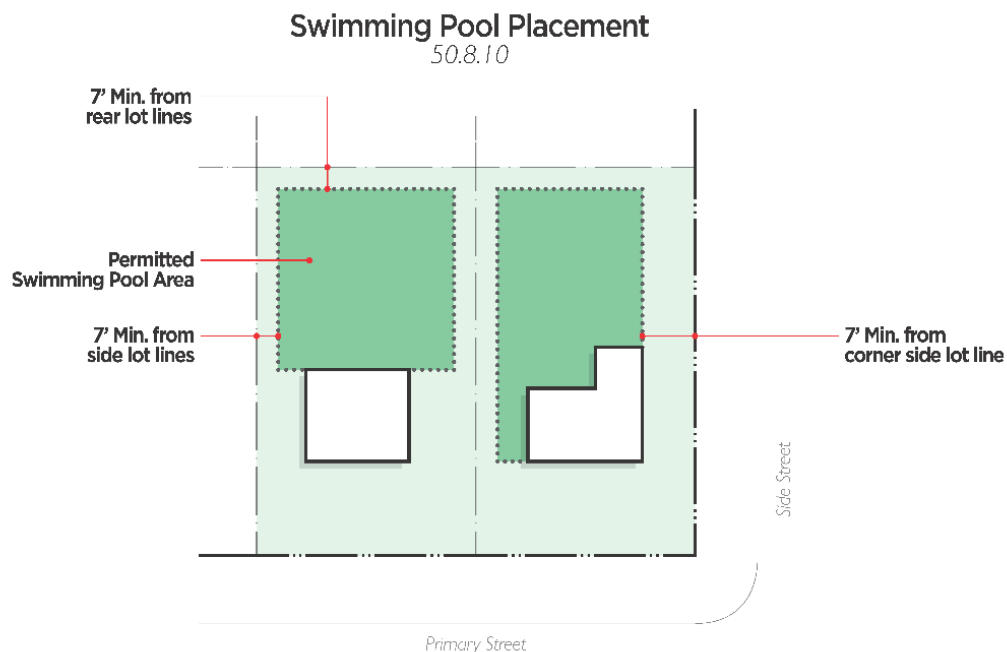 Swimming Pool Placement
50.8.10
7' Min. from
rear lot lines
Permitted
Swimming Pool Area
7' Min. from
side lot lines
7' Min. from
corner side lot line
Side Street
Primary Street